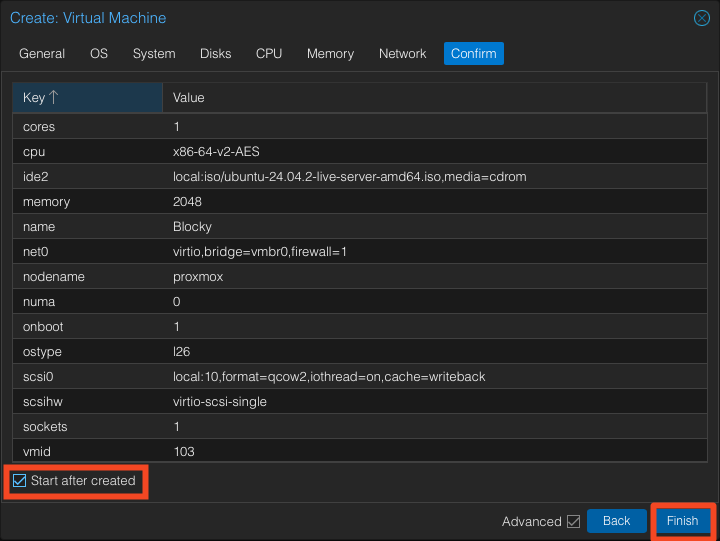 Create: Virtual Machine
General OS System Disks CPU Memory Network Confirm
Key ↑ Value
cores 1
cpu x86-64-v2-AES
ide2 local:iso/ubuntu-24.04.2-live-server-amd64.iso,media=cdrom
memory 2048
name Blocky
net0 virtio,bridge=vmbr0,firewall=1
nodename proxmox
numa 0
onboot 1
ostype l26
scsi0 local:10,format=qcow2,iothread=on,cache=writeback
scsihw virtio-scsi-single
sockets 1
vmid 103
Start after created
Advanced Back Finish